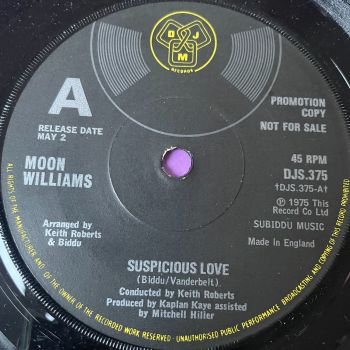 DJM
RECORDS
A
RELEASE DATE
MAY 2
PROMOTION
COPY
NOT FOR SALE
MOON
WILLIAMS
45 RPM
DJS.375
†DJS.375-A†
Ⓟ 1975 This
Record Co Ltd
SUBIDDU MUSIC
Made in England
Arranged by
Keith Roberts
& Biddu
SUSPICIOUS LOVE
(Biddu/Vanderbelt).
Conducted by Keith Roberts
Produced by Kaplan Kaye assisted
by Mitchell Hiller
ALL RIGHTS OF THE MANUFACTURER AND OF THE OWNER OF THE RECORDED WORK RESERVED - UNAUTHORISED PUBLIC PERFORMANCE BROADCASTING AND COPYING OF THIS RECORD PROHIBITED